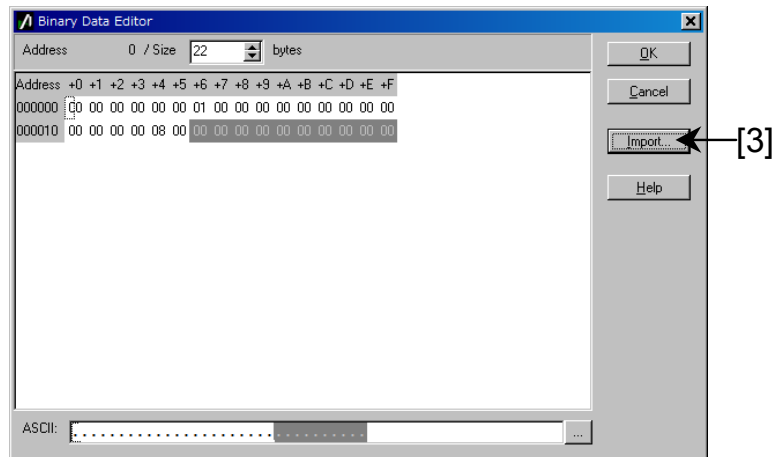 Binary Data Editor
Address 0 / Size 22 bytes
OK
Address +0 +1 +2 +3 +4 +5 +6 +7 +8 +9 +A +B +C +D +E +F
Cancel
000000 00 00 00 00 00 00 01 00 00 00 00 00 00 00 00 00
000010 00 00 00 00 08 00 00 00 00 00 00 00 00 00 00 00
Import... [3]
Help
ASCII: ................................ ...